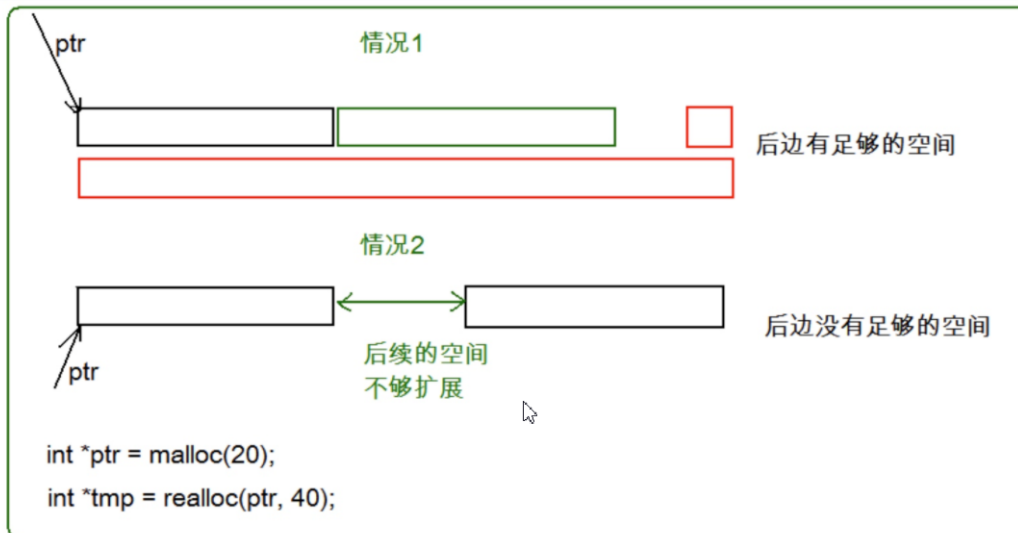 ptr
情况1
后边有足够的空间
情况2
后边没有足够的空间
后续的空间
不够扩展
ptr
int *ptr = malloc(20);
int *tmp = realloc(ptr, 40);